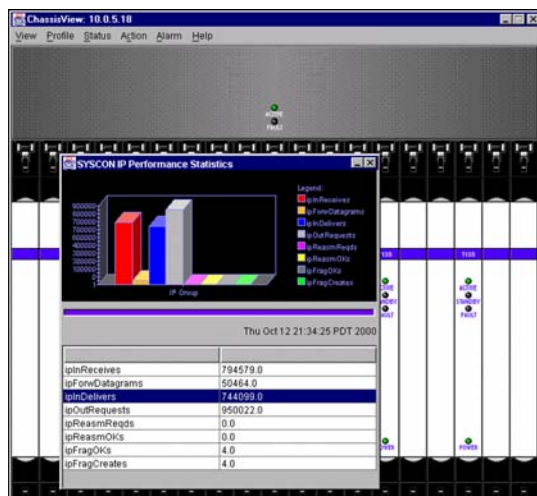 ChassisView: 10.0.5.18
View Profile Status Action Alarm Help
ACTIVE
FAULT
SYSCON IP Performance Statistics
Legend:
ipInReceives
ipForwDatagrams
ipInDelivers
ipOutRequests
ipReasmReqds
ipReasmOKs
ipFragOKs
ipFragCreates
900000
800000
700000
600000
500000
400000
300000
200000
100000
IP Group
Thu Oct 12 21:34:25 PDT 2000
ipInReceives 794579.0
ipForwDatagrams 50464.0
ipInDelivers 744099.0
ipOutRequests 950022.0
ipReasmReqds 0.0
ipReasmOKs 0.0
ipFragOKs 4.0
ipFragCreates 4.0
ACTIVE
STANDBY
FAULT
POWER